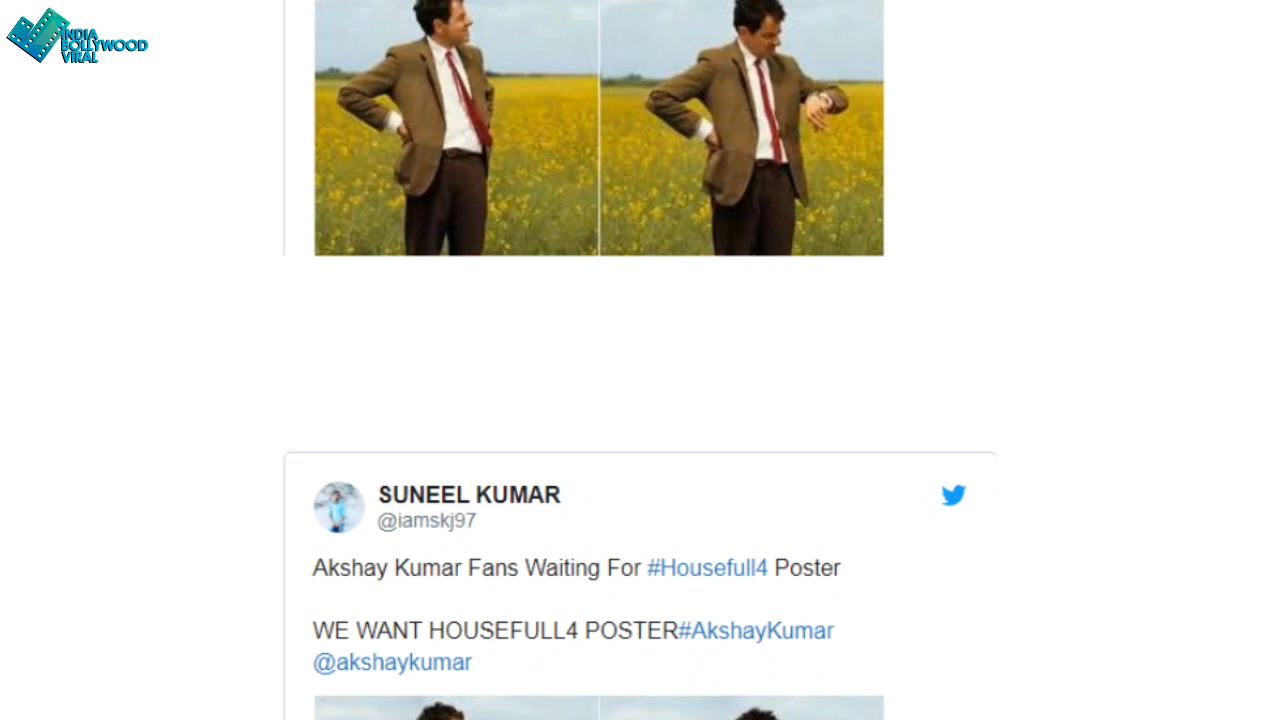 INDIA
BOLLYWOOD
VIRAL
SUNEEL KUMAR
@iamskj97
Akshay Kumar Fans Waiting For #Housefull4 Poster
WE WANT HOUSEFULL4 POSTER#AkshayKumar
@akshaykumar